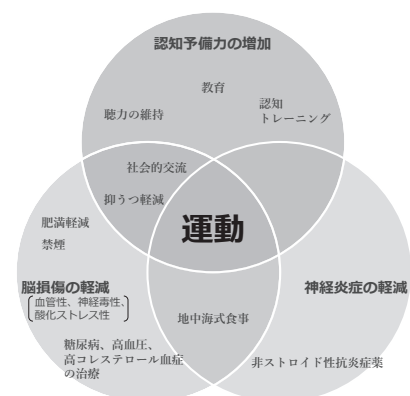 認知予備力の増加
教育
聴力の維持
認知
トレーニング
社会的交流
抑うつ軽減
運動
肥満軽減
禁煙
脳損傷の軽減
血管性、神経毒性、
酸化ストレス性
神経炎症の軽減
地中海式食事
糖尿病、高血圧、
高コレステロール血症
の治療
非ストロイド性抗炎症薬